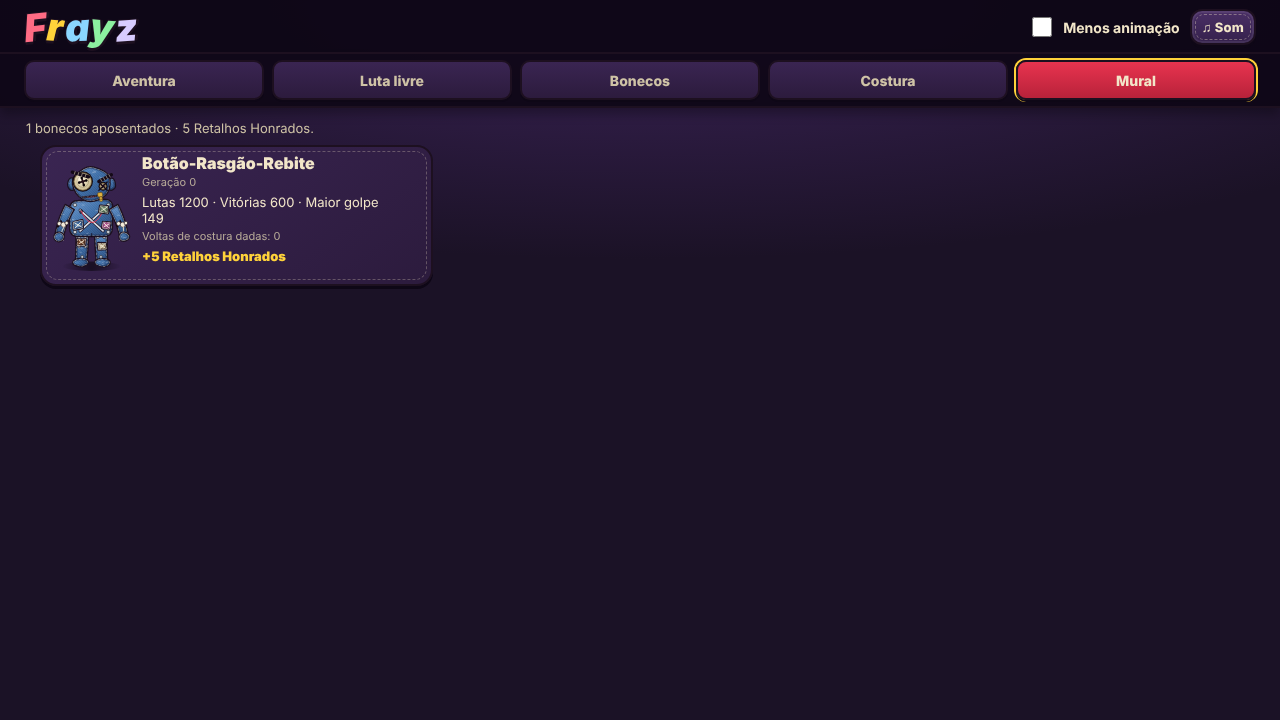 Frayz
Menos animação
♫ Som
Aventura
Luta livre
Bonecos
Costura
Mural
1 bonecos aposentados · 5 Retalhos Honrados.
Botão-Rasgão-Rebite
Geração 0
Lutas 1200 · Vitórias 600 · Maior golpe
149
Voltas de costura dadas: 0
+5 Retalhos Honrados